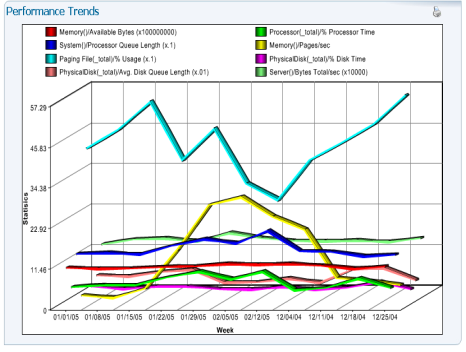 Performance Trends
Memory()/Available Bytes (x100000000)
Processor(_total)/% Processor Time
System()/Processor Queue Length (x.1)
Memory()/Pages/sec
Paging File(_total)/% Usage (x.1)
PhysicalDisk(_total)/% Disk Time
PhysicalDisk(_total)/Avg. Disk Queue Length (x.01)
Server()/Bytes Total/sec (x10000)
57.29
45.83
34.38
22.92
11.46
0
Statisics
01/01/05 01/08/05 01/15/05 01/22/05 01/29/05 02/05/05 12/18/04 12/25/04
12/04/04 12/11/04
Week